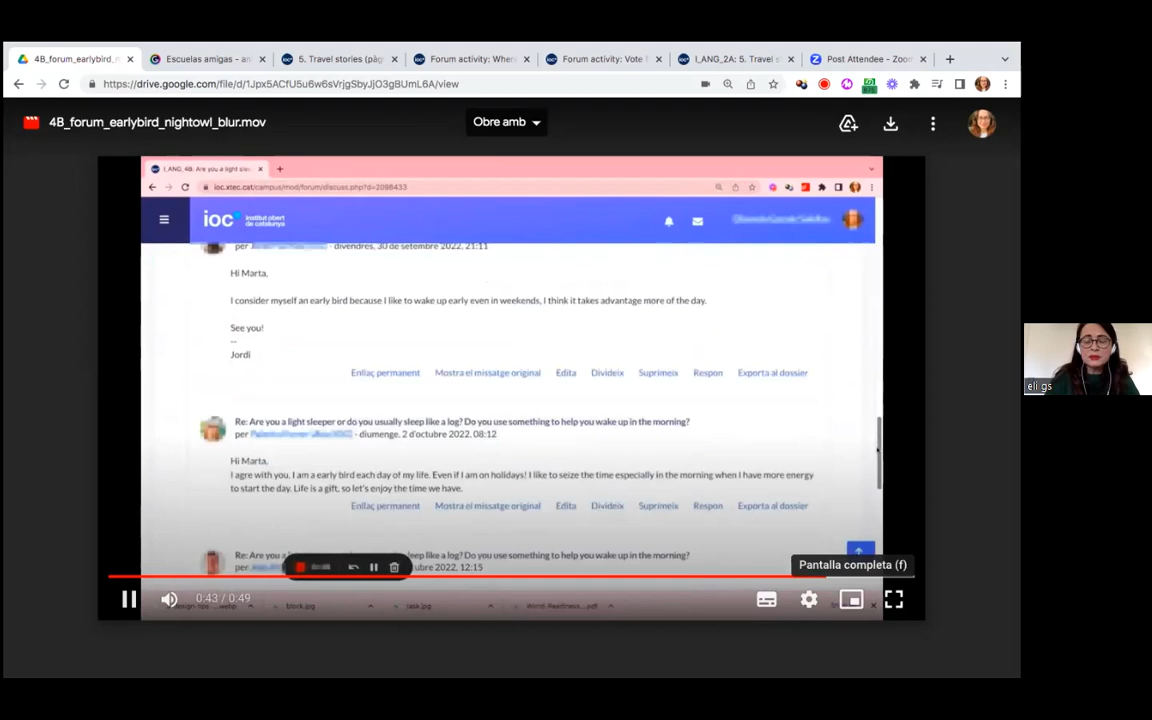 4B_forum_earlybird_n
Escuelas amigas - an
5. Travel stories (pàg
Forum activity: Wher
Forum activity: Vote
I_ANG_2A: 5. Travel s
Post Attendee - Zoom
https://drive.google.com/file/d/1Jpx5ACfU5u6w6sVrjgSbyJjO3gBUmL6A/view
4B_forum_earlybird_nightowl_blur.mov
Obre amb
I_ANG_4B: Are you a light slee
ioc.xtec.cat/campus/mod/forum/discuss.php?d=2098433
ioc
institut obert
de catalunya
per
- divendres, 30 de setembre 2022, 21:11
Hi Marta,
I consider myself an early bird because I like to wake up early even in weekends, I think it takes advantage more of the day.
See you!
--
Jordi
Enllaç permanent Mostra el missatge original Edita Divideix Suprimeix Respon Exporta al dossier
Re: Are you a light sleeper or do you usually sleep like a log? Do you use something to help you wake up in the morning?
per
- diumenge, 2 d'octubre 2022, 08:12
Hi Marta,
I agree with you, I am a early bird each day of my life. Even if I am on holidays! I like to seize the time especially in the morning when I have more energy
to start the day. Life is a gift, so let's enjoy the time we have.
Enllaç permanent Mostra el missatge original Edita Divideix Suprimeix Respon Exporta al dossier
Re: Are you a
sleep like a log? Do you use something to help you wake up in the morning?
per
ubre 2022, 12:15
Pantalla completa (f)
0:43 / 0:49
block.jpg
task.jpg
eli gs